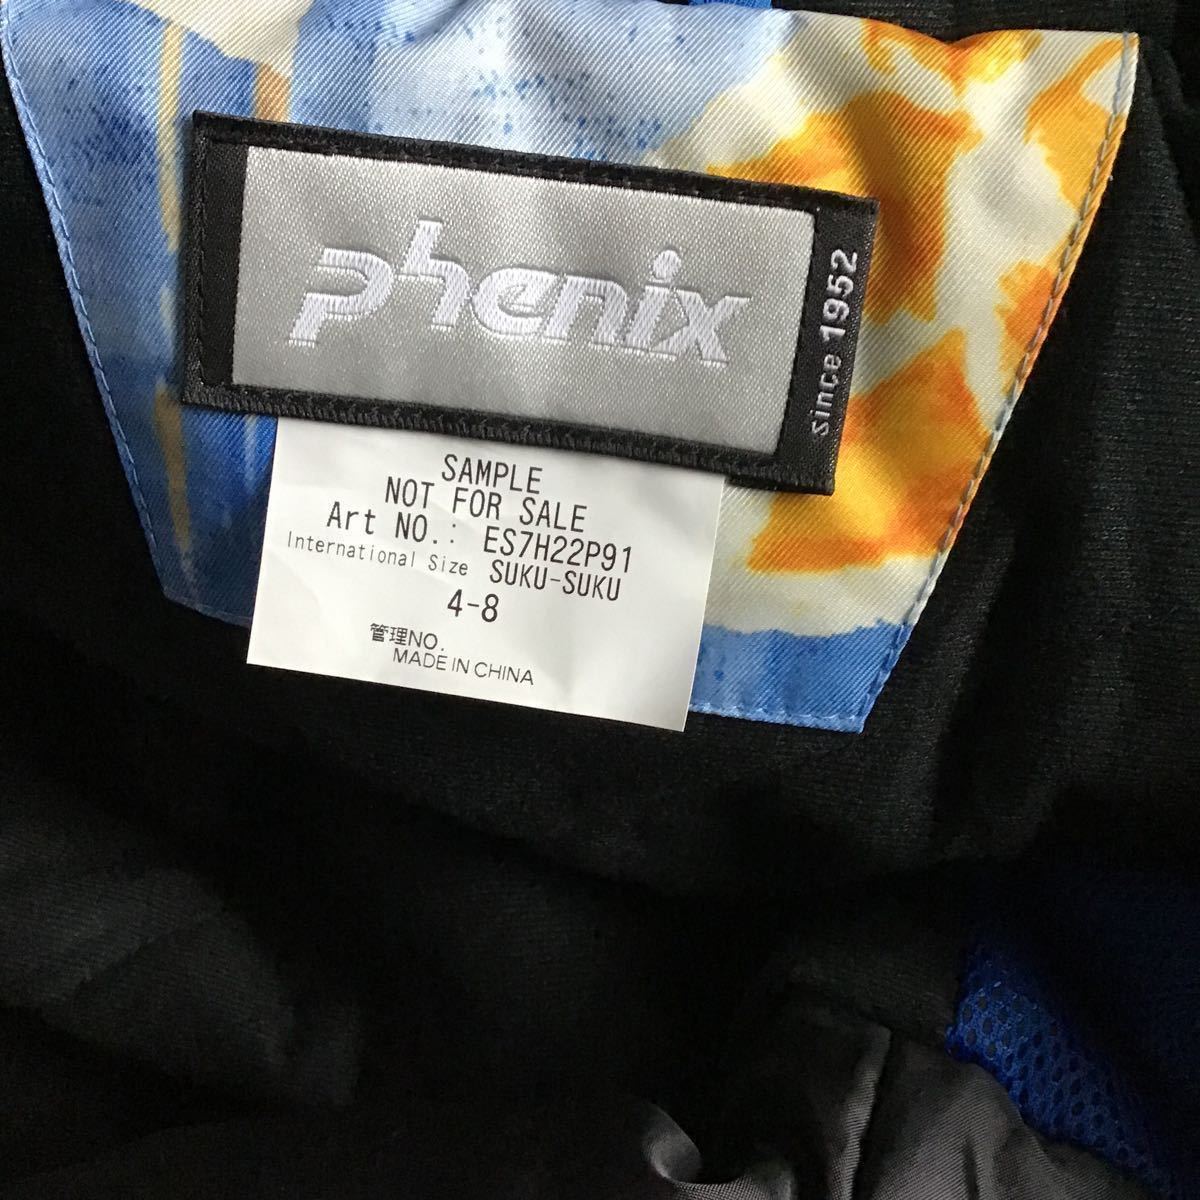 phenix
since 1952
SAMPLE
NOT FOR SALE
Art NO.: ES7H22P91
International Size SUKU-SUKU
4-8
管理NO.
MADE IN CHINA